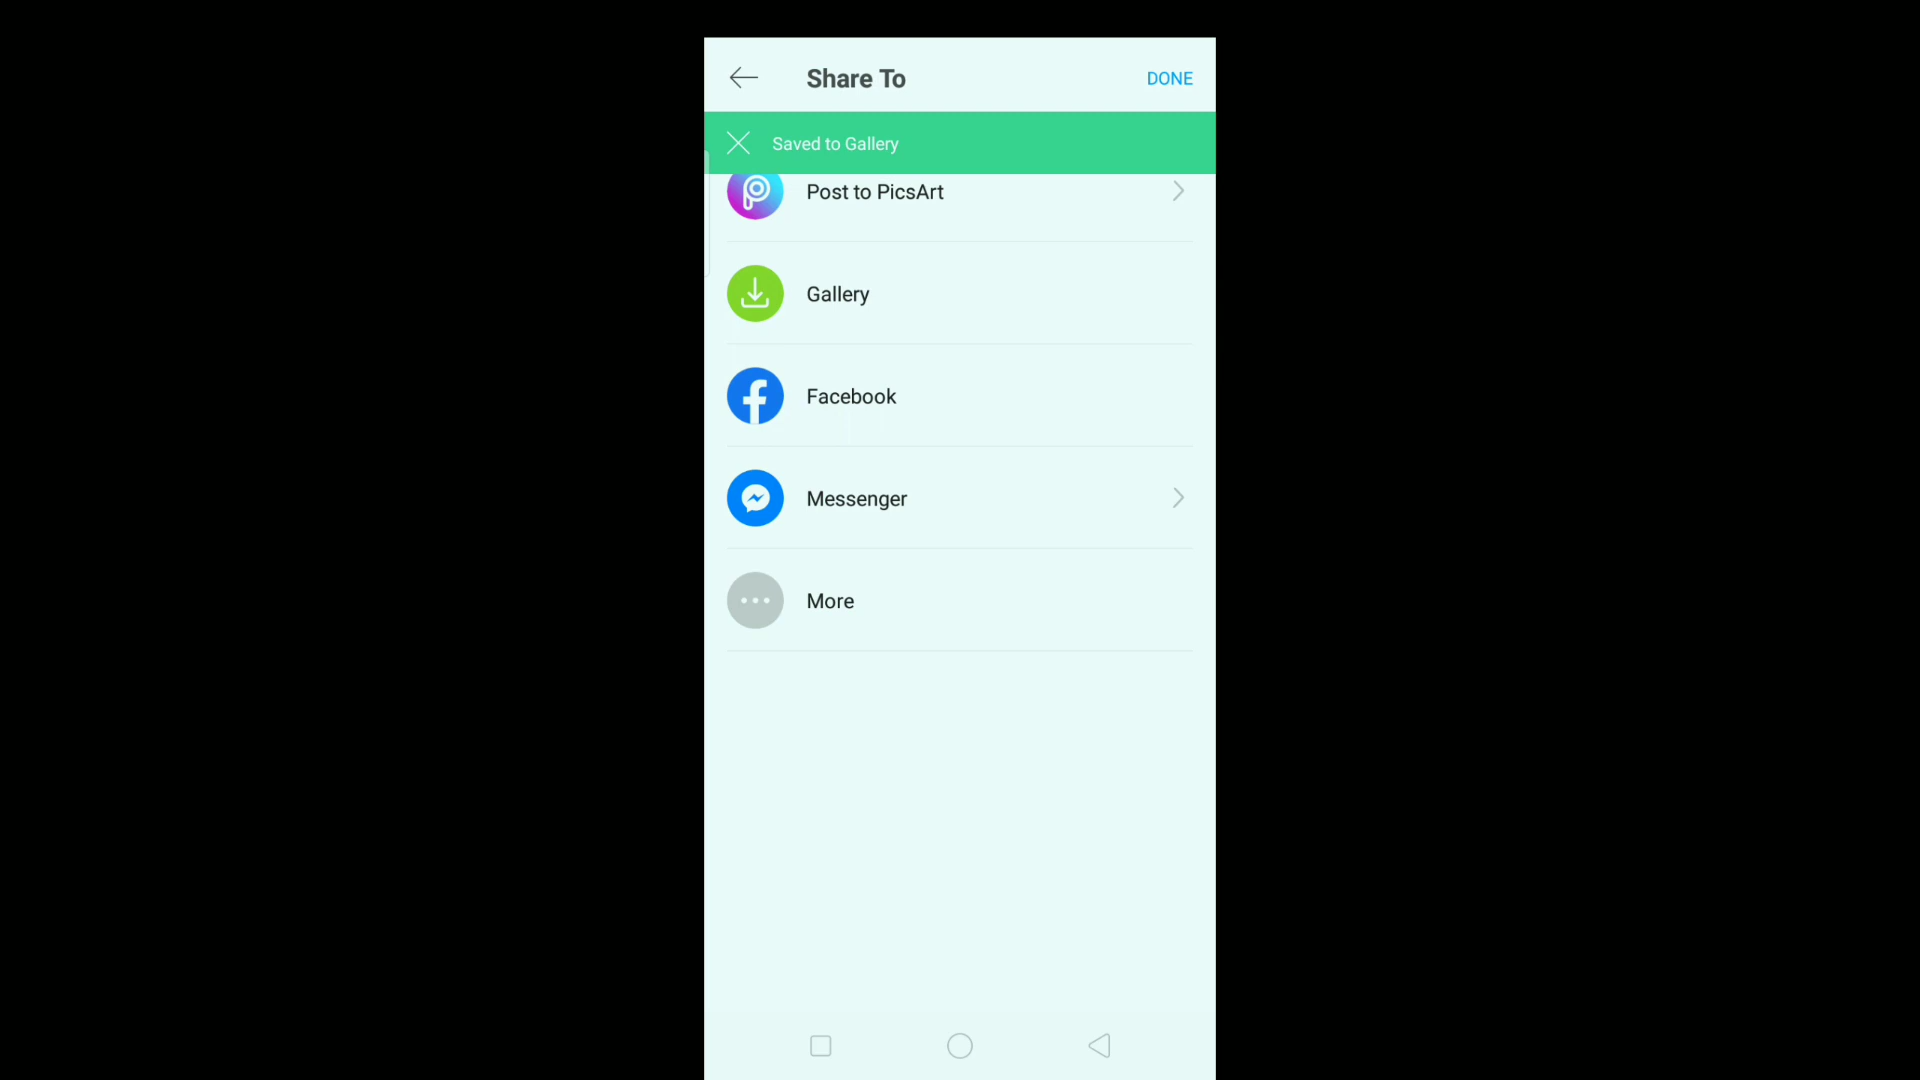 Share To
DONE
Saved to Gallery
Post to PicsArt
Gallery
Facebook
Messenger
More